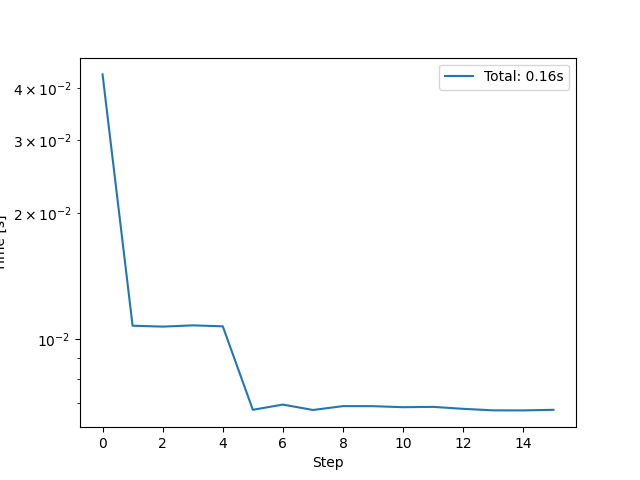 Total: 0.16s
4 × 10⁻²
3 × 10⁻²
2 × 10⁻²
10⁻²
[s]
0 2 4 6 8 10 12 14
Step